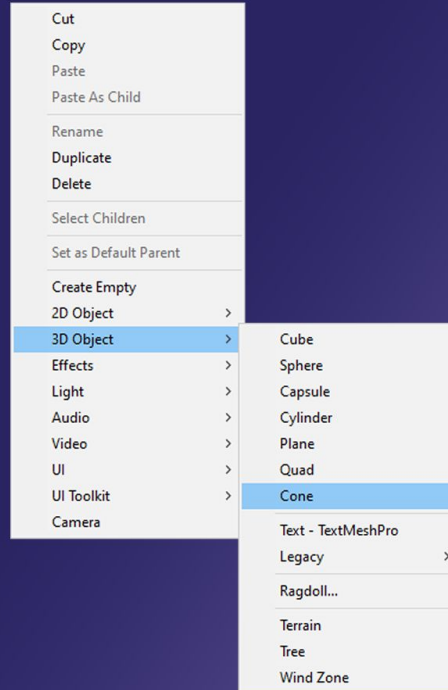 Cut
Copy
Paste
Paste As Child
Rename
Duplicate
Delete
Select Children
Set as Default Parent
Create Empty
2D Object
3D Object
Effects
Light
Audio
Video
UI
UI Toolkit
Camera
Cube
Sphere
Capsule
Cylinder
Plane
Quad
Cone
Text - TextMeshPro
Legacy
Ragdoll...
Terrain
Tree
Wind Zone